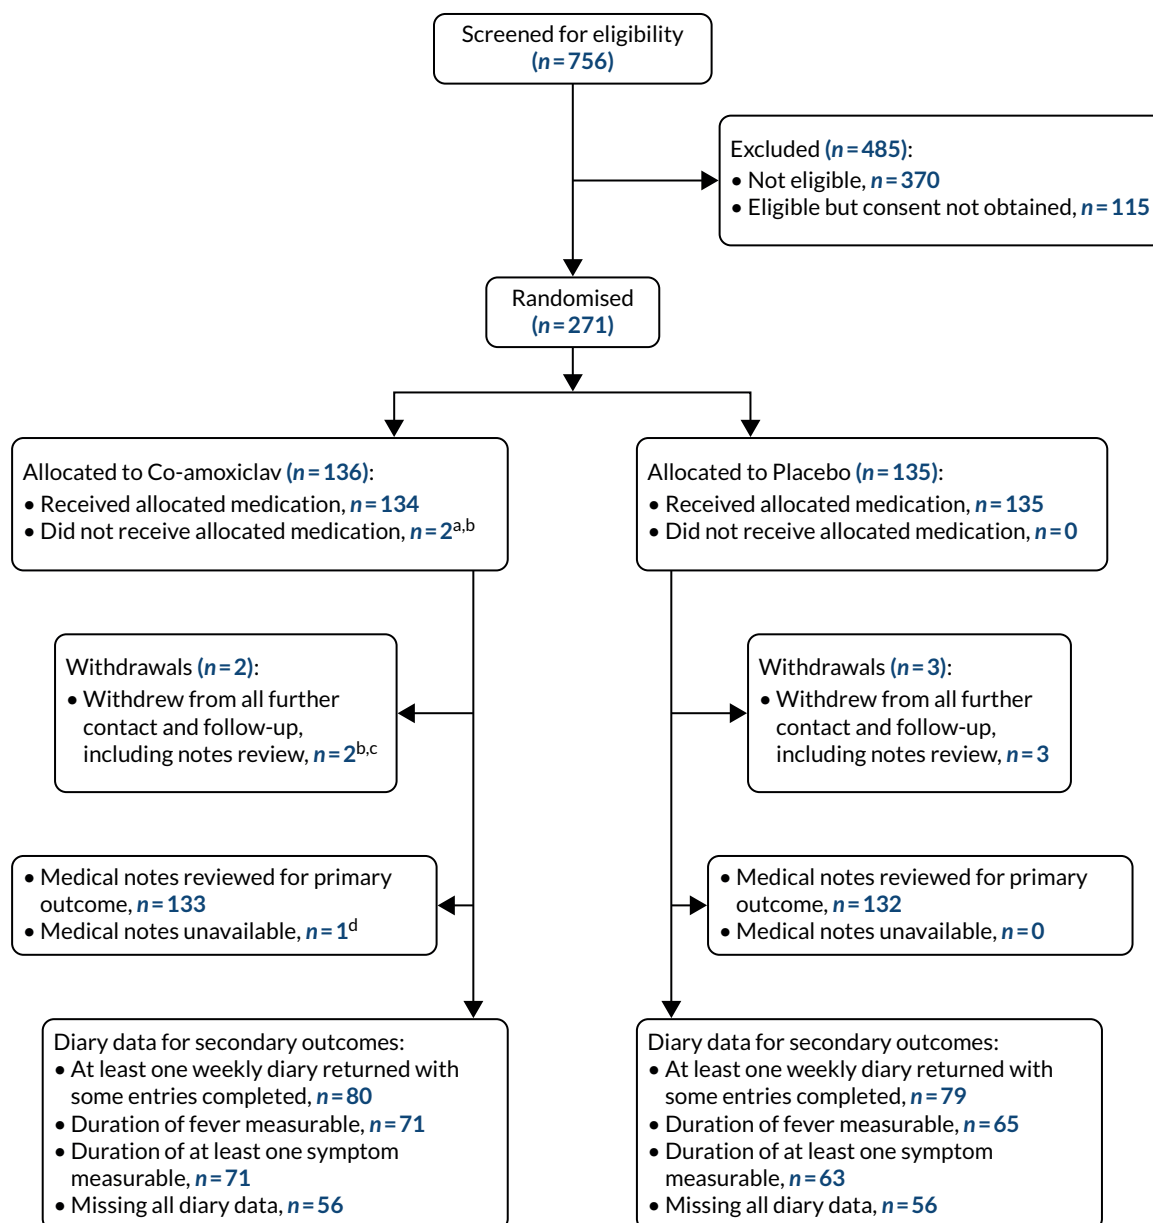 Screened for eligibility
(n=756)
Excluded (n=485):
• Not eligible, n=370
• Eligible but consent not obtained, n=115
Randomised
(n=271)
Allocated to Co-amoxiclav (n=136):
• Received allocated medication, n=134
• Did not receive allocated medication, n=2a,b
Allocated to Placebo (n=135):
• Received allocated medication, n=135
• Did not receive allocated medication, n=0
Withdrawals (n=2):
• Withdrew from all further
contact and follow-up,
including notes review, n=2b,c
Withdrawals (n=3):
• Withdrew from all further
contact and follow-up,
including notes review, n=3
• Medical notes reviewed for primary
outcome, n=133
• Medical notes unavailable, n=1d
• Medical notes reviewed for primary
outcome, n=132
• Medical notes unavailable, n=0
Diary data for secondary outcomes:
• At least one weekly diary returned with
some entries completed, n=80
• Duration of fever measurable, n=71
• Duration of at least one symptom
measurable, n=71
• Missing all diary data, n=56
Diary data for secondary outcomes:
• At least one weekly diary returned with
some entries completed, n=79
• Duration of fever measurable, n=65
• Duration of at least one symptom
measurable, n=63
• Missing all diary data, n=56